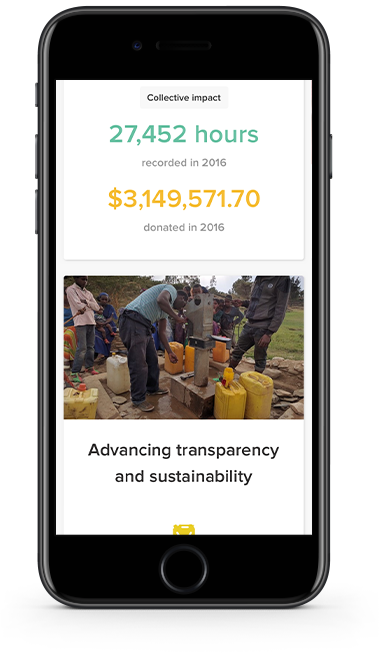 Collective impact
27,452 hours
recorded in 2016
$3,149,571.70
donated in 2016
Advancing transparency
and sustainability